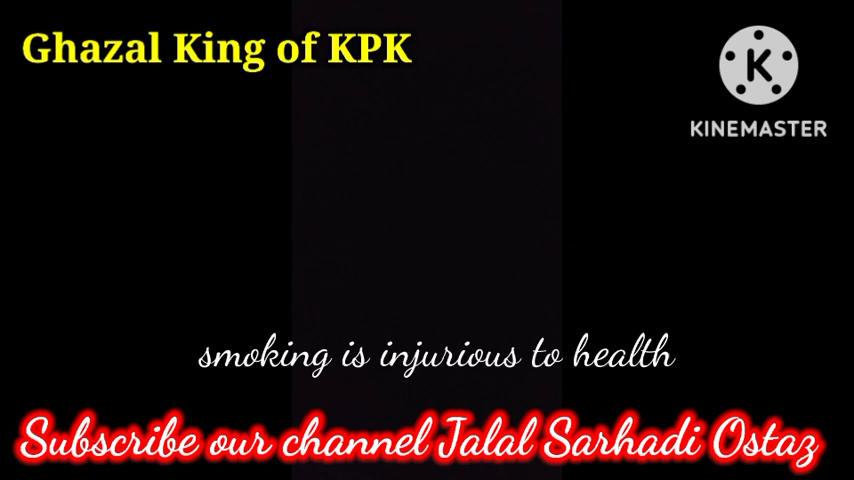 Ghazal King of KPK
K
KINEMASTER
smoking is injurious to health
Subscribe our channel Jalal Sarhadi Ostaz